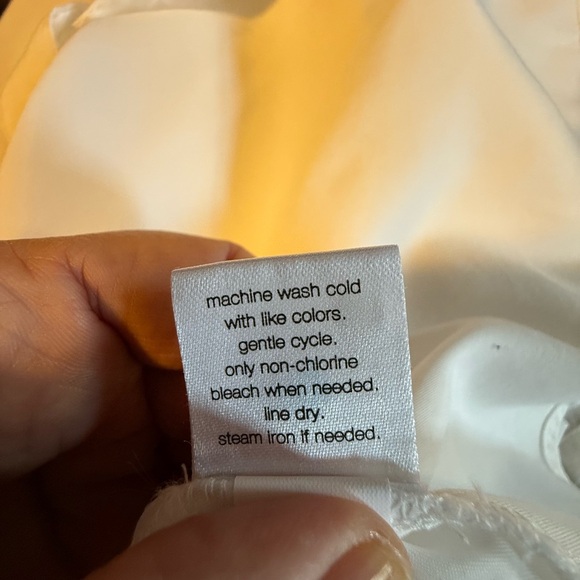 machine wash cold
with like colors.
gentle cycle.
only non-chlorine
bleach when needed.
line dry.
steam iron if needed.